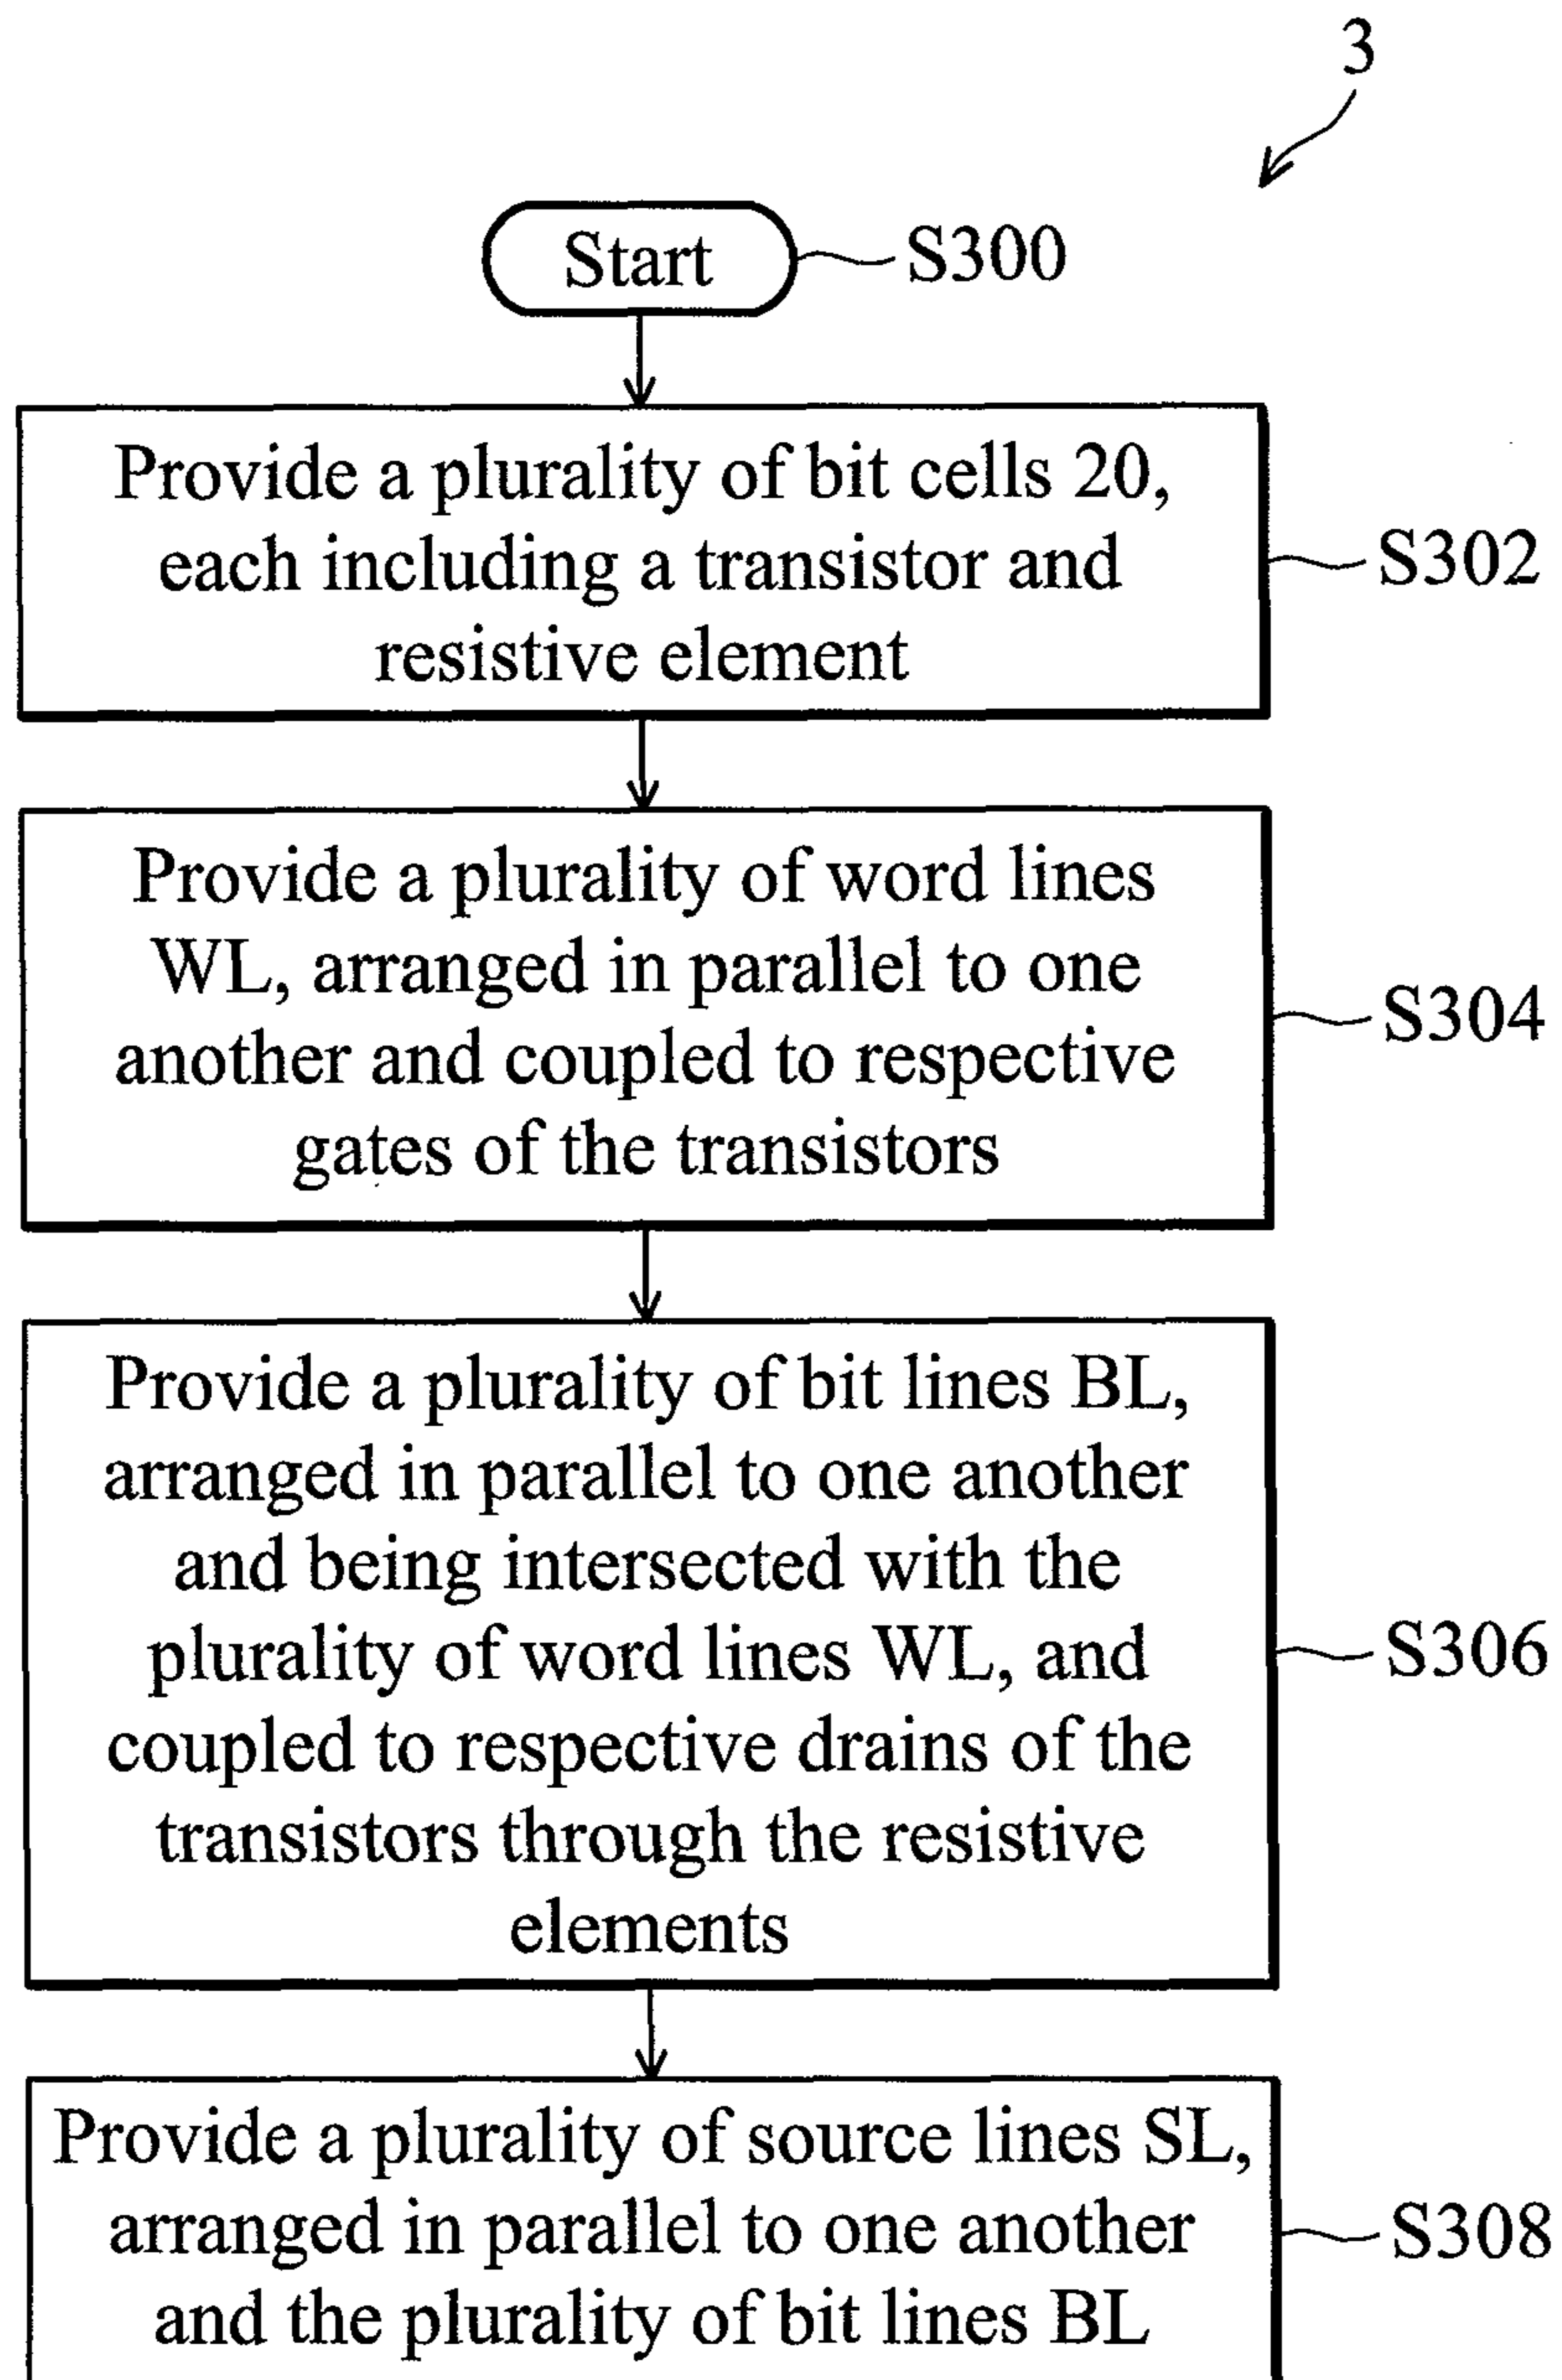 3
Start
S300
Provide a plurality of bit cells 20,
each including a transistor and
resistive element
S302
Provide a plurality of word lines
WL, arranged in parallel to one
another and coupled to respective
gates of the transistors
S304
Provide a plurality of bit lines BL,
arranged in parallel to one another
and being intersected with the
plurality of word lines WL, and
coupled to respective drains of the
transistors through the resistive
elements
S306
Provide a plurality of source lines SL,
arranged in parallel to one another
and the plurality of bit lines BL
S308